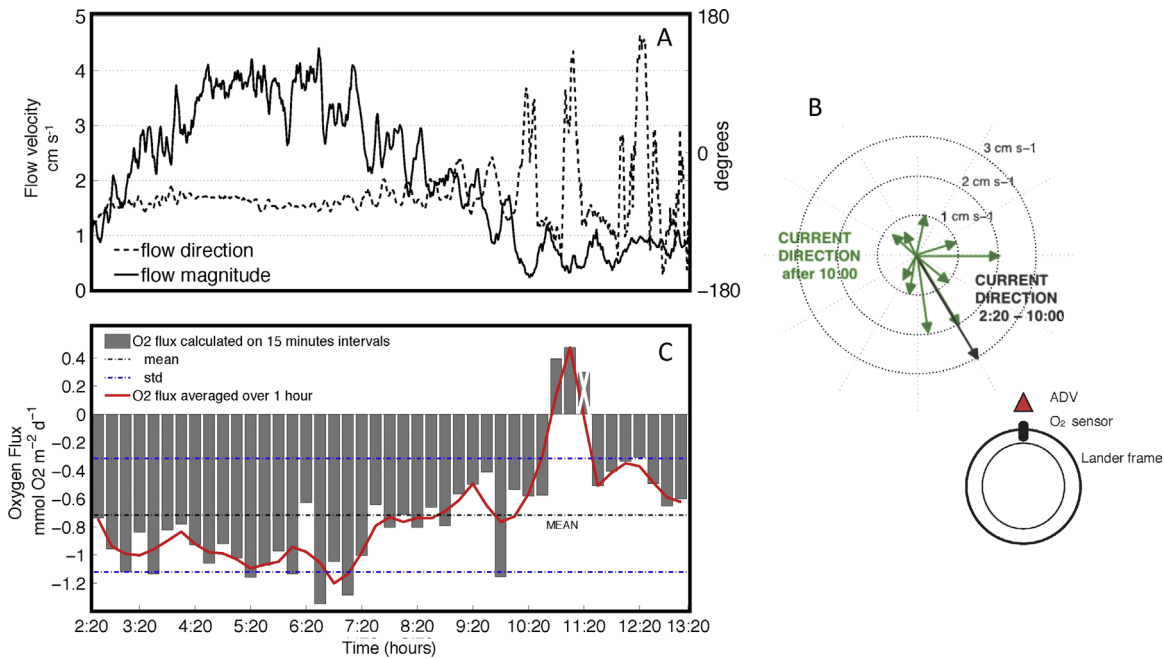 5
4
3
2
1
0
Flow velocity
cm s-1
180
0
−180
degrees
A
flow direction
flow magnitude
B
3 cm s−1
2 cm s−1
1 cm s−1
CURRENT
DIRECTION
after 10:00
CURRENT
DIRECTION
2:20 – 10:00
ADV
O2 sensor
Lander frame
C
O2 flux calculated on 15 minutes intervals
mean
std
O2 flux averaged over 1 hour
MEAN
0.4
0.2
0
−0.2
−0.4
−0.6
−0.8
−1
−1.2
Oxygen Flux
mmol O2 m−2 d−1
2:20 3:20 4:20 5:20 6:20 7:20 8:20 9:20 10:20 11:20 12:20 13:20
Time (hours)